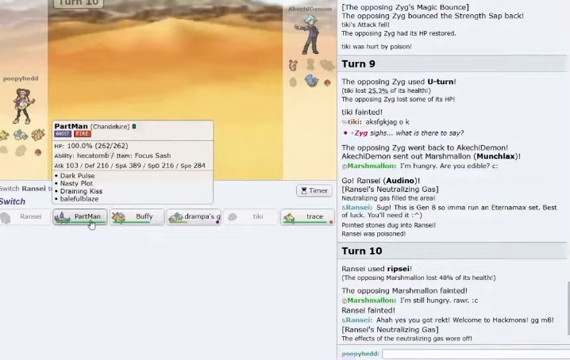 Turn 10
AkechiDemon
poopyhedd
PartMan (Chandelure)
GHOST FIRE
HP: 100.0% (262/262)
Ability: hecatomb / Item: Focus Sash
Atk 103 / Def 216 / SpA 389 / SpD 216 / Spe 284
• Dark Pulse
• Nasty Plot
• Draining Kiss
• balefulblaze
Switch Ransei
Timer
Switch
Ransei
PartMan
Buffy
drampa's g
tiki
trace
[The opposing Zyg's Magic Bounce]
The opposing Zyg bounced the Strength Sap back!
tiki's Attack fell!
The opposing Zyg had its HP restored.
tiki was hurt by poison!
Turn 9
The opposing Zyg used U-turn!
(tiki lost 25.3% of its health!)
The opposing Zyg lost some of its HP!
tiki fainted!
tiki: aksfgkjag o k
• Zyg sighs... what is there to say?
The opposing Zyg went back to AkechiDemon!
AkechiDemon sent out Marshmallon (Munchlax)!
Marshmallon: I'm hungry. Are you edible? c:
Go! Ransei (Audino)!
[Ransei's Neutralizing Gas]
Neutralizing gas filled the area!
Ransei: Sup! This is Gen 8 so imma run an Eternamax set. Best
of luck. You'll need it :^)
Pointed stones dug into Ransei!
Ransei was poisoned!
Turn 10
Ransei used ripsei!
(The opposing Marshmallon lost 48% of its health!)
The opposing Marshmallon fainted!
Marshmallon: I'm still hungry. rawr. :c
Ransei fainted!
Ransei: Ahah yes you got rekt! Welcome to Hackmons! gg m8!
[Ransei's Neutralizing Gas]
The effects of the neutralizing gas wore off!
poopyhedd: